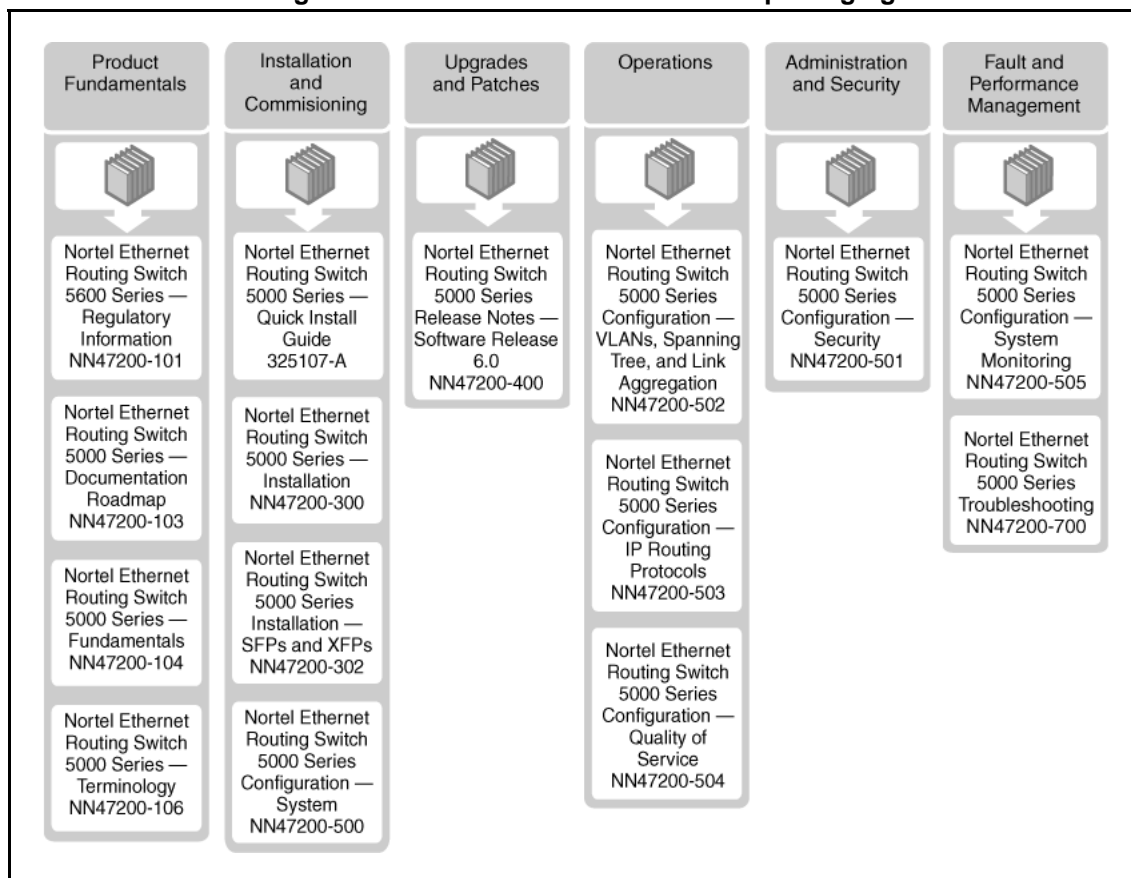 Product
Fundamentals
Nortel Ethernet
Routing Switch
5600 Series —
Regulatory
Information
NN47200-101
Nortel Ethernet
Routing Switch
5000 Series —
Documentation
Roadmap
NN47200-103
Nortel Ethernet
Routing Switch
5000 Series —
Fundamentals
NN47200-104
Nortel Ethernet
Routing Switch
5000 Series —
Terminology
NN47200-106
Installation
and
Commisioning
Nortel Ethernet
Routing Switch
5000 Series —
Quick Install
Guide
325107-A
Nortel Ethernet
Routing Switch
5000 Series —
Installation
NN47200-300
Nortel Ethernet
Routing Switch
5000 Series
Installation —
SFPs and XFPs
NN47200-302
Nortel Ethernet
Routing Switch
5000 Series
Configuration —
System
NN47200-500
Upgrades
and Patches
Nortel Ethernet
Routing Switch
5000 Series
Release Notes —
Software Release
6.0
NN47200-400
Operations
Nortel Ethernet
Routing Switch
5000 Series
Configuration —
VLANs, Spanning
Tree, and Link
Aggregation
NN47200-502
Nortel Ethernet
Routing Switch
5000 Series
Configuration —
IP Routing
Protocols
NN47200-503
Nortel Ethernet
Routing Switch
5000 Series
Configuration —
Quality of
Service
NN47200-504
Administration
and Security
Nortel Ethernet
Routing Switch
5000 Series
Configuration —
Security
NN47200-501
Fault and
Performance
Management
Nortel Ethernet
Routing Switch
5000 Series
Configuration —
System
Monitoring
NN47200-505
Nortel Ethernet
Routing Switch
5000 Series
Troubleshooting
NN47200-700